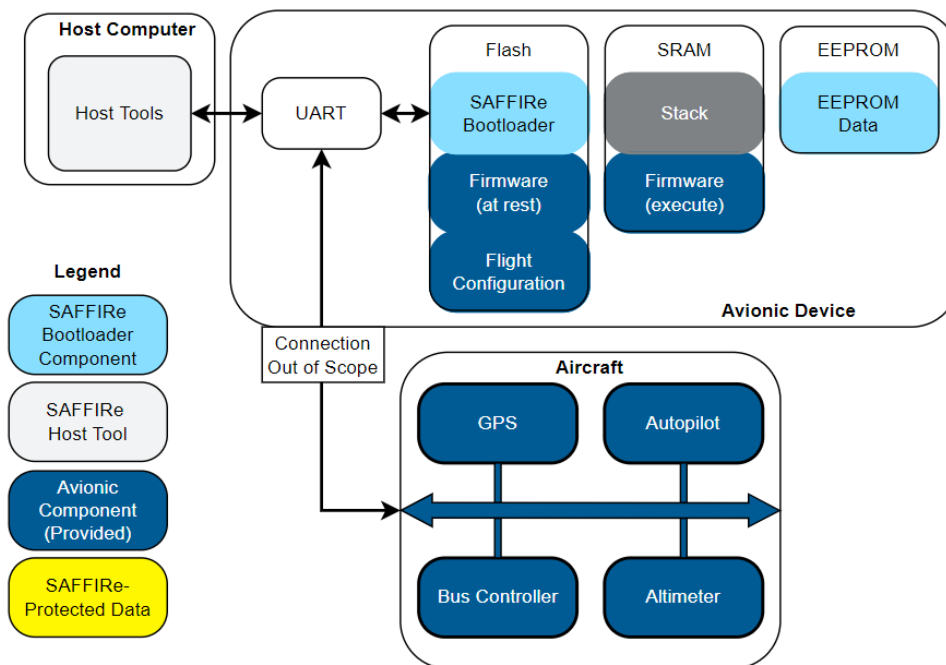 Host Computer
Host Tools
UART
Flash
SAFFIRe
Bootloader
Firmware
(at rest)
Flight
Configuration
SRAM
Stack
Firmware
(execute)
EEPROM
EEPROM
Data
Avionic Device
Connection
Out of Scope
Legend
SAFFIRe
Bootloader
Component
SAFFIRe
Host Tool
Avionic
Component
(Provided)
SAFFIRe-
Protected Data
Aircraft
GPS
Autopilot
Bus Controller
Altimeter